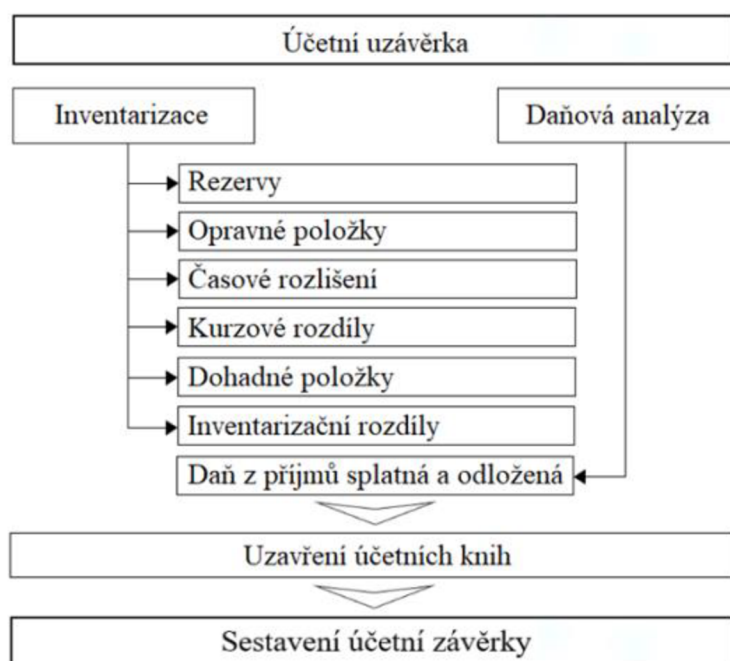 Účetní uzávěrka
Inventarizace
Daňová analýza
Rezervy
Opravné položky
Časové rozlišení
Kurzové rozdíly
Dohadné položky
Inventarizační rozdíly
Daň z příjmů splatná a odložená
Uzavření účetních knih
Sestavení účetní závěrky